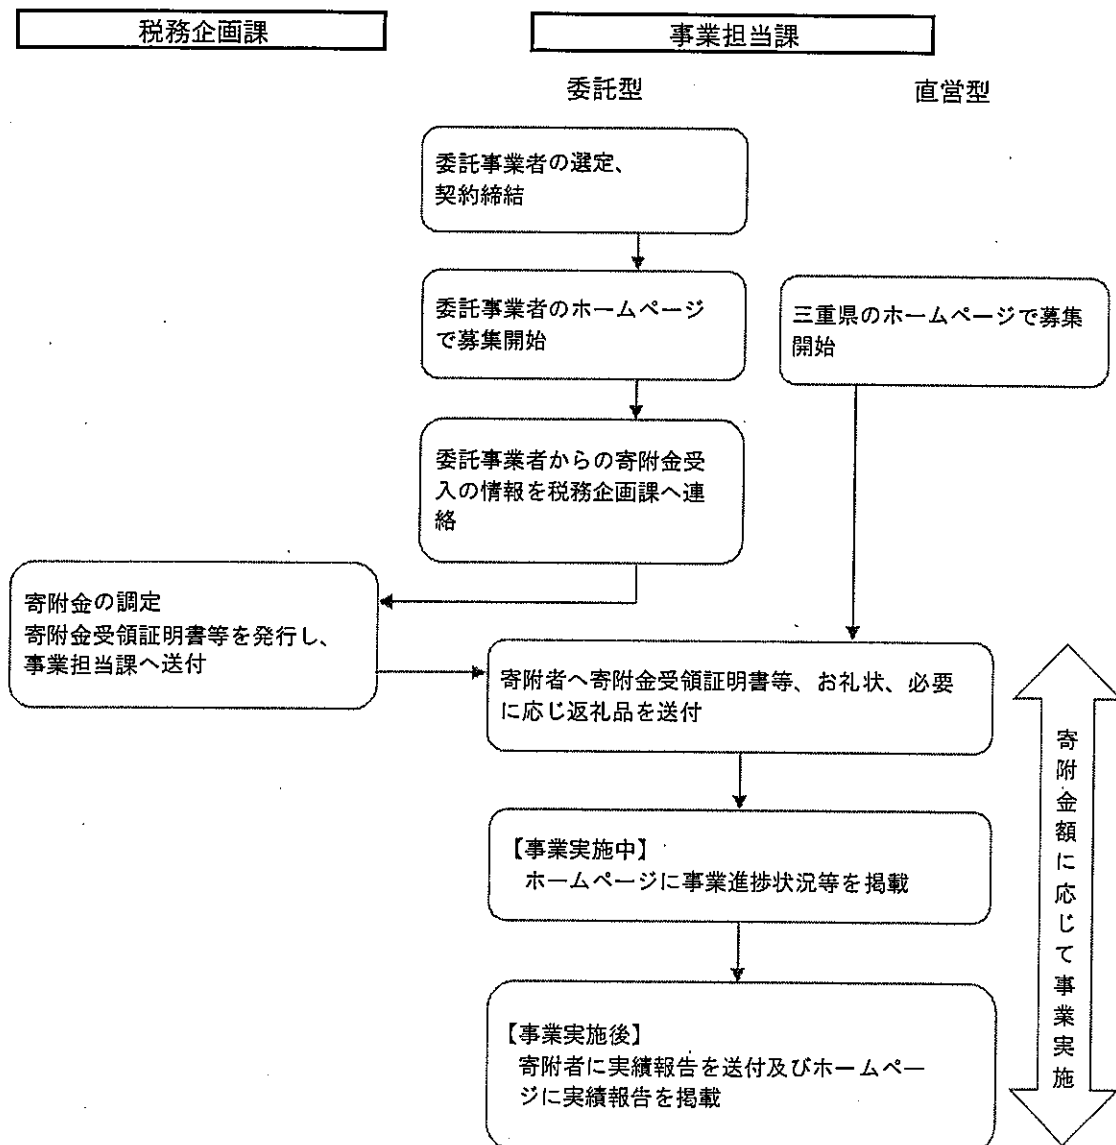 税務企画課
事業担当課
委託型
直営型
委託事業者の選定、
契約締結
委託事業者のホームページ
で募集開始
三重県のホームページで募集
開始
委託事業者からの寄附金受
入の情報を税務企画課へ連
絡
寄附金の調定
寄附金受領証明書等を発行し、
事業担当課へ送付
寄附者へ寄附金受領証明書等、お礼状、必要
に応じ返礼品を送付
寄附金額に応じて事業実施
【事業実施中】
ホームページに事業進捗状況等を掲載
【事業実施後】
寄附者に実績報告を送付及びホームペー
ジに実績報告を掲載